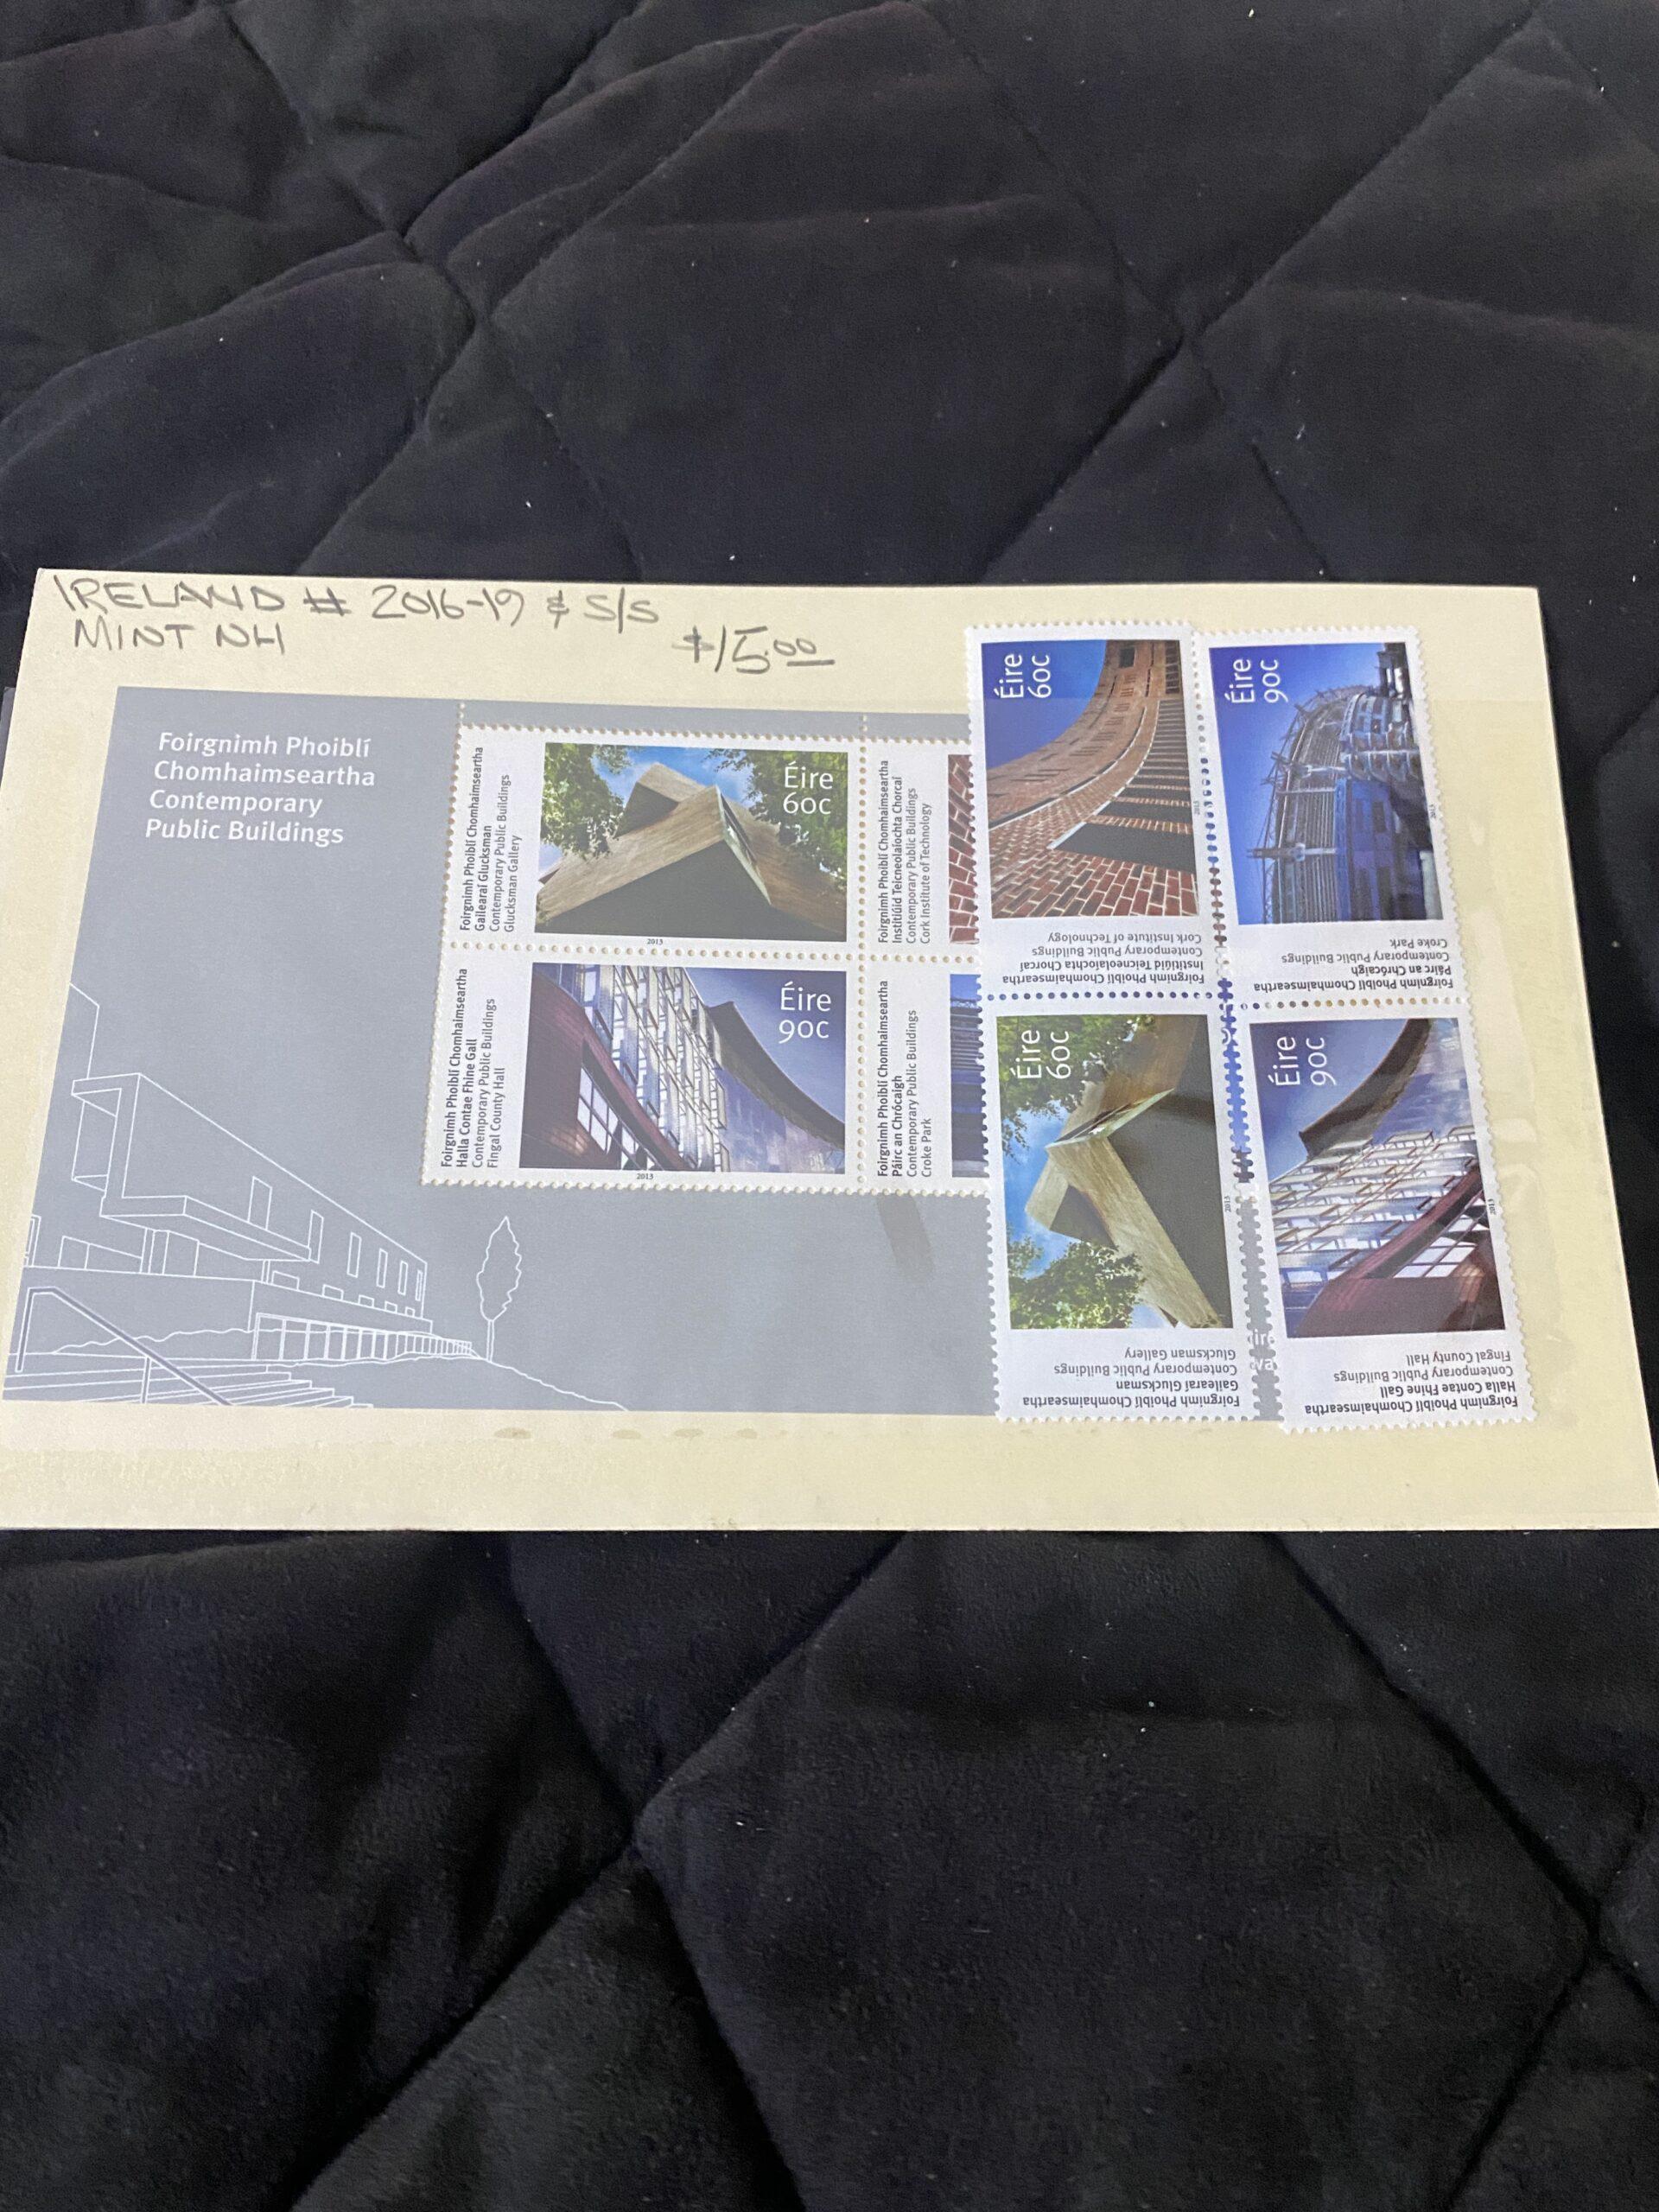 IRELAND # 2016-19 & S/S
MINT NH
$15.00
Foirgnimh Phoiblí
Chomhaimseartha
Contemporary
Public Buildings
Foirgnimh Phoiblí Chomhaimseartha
Gailearaí Glucksman
Contemporary Public Buildings
Glucksman Gallery
Éire
60c
2013
Foirgnimh Phoiblí Chomhaimseartha
Institiúid Teicneolaíochta Chorcaí
Contemporary Public Buildings
Cork Institute of Technology
Foirgnimh Phoiblí Chomhaimseartha
Halla Contae Fhine Gall
Contemporary Public Buildings
Fingal County Hall
Éire
90c
2013
Foirgnimh Phoiblí Chomhaimseartha
Páirc an Chrócaigh
Contemporary Public Buildings
Croke Park
Éire
60c
2013
Foirgnimh Phoiblí Chomhaimseartha
Institiúid Teicneolaíochta Chorcaí
Contemporary Public Buildings
Cork Institute of Technology
Éire
90c
2013
Foirgnimh Phoiblí Chomhaimseartha
Páirc an Chrócaigh
Contemporary Public Buildings
Croke Park
Éire
60c
2013
Foirgnimh Phoiblí Chomhaimseartha
Gailearaí Glucksman
Contemporary Public Buildings
Glucksman Gallery
Éire
90c
2013
Foirgnimh Phoiblí Chomhaimseartha
Halla Contae Fhine Gall
Contemporary Public Buildings
Fingal County Hall